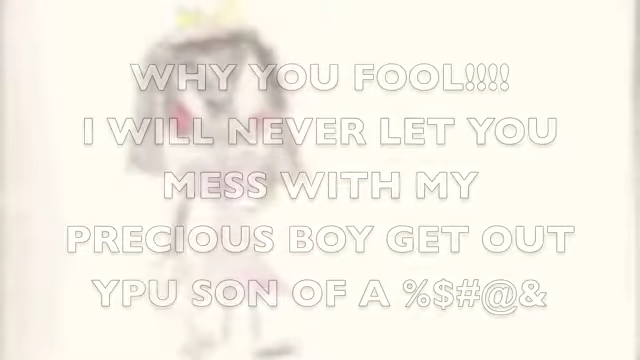 WHY YOU FOOL!!!!
I WILL NEVER LET YOU
MESS WITH MY
PRECIOUS BOY GET OUT
YPU SON OF A %$#@&